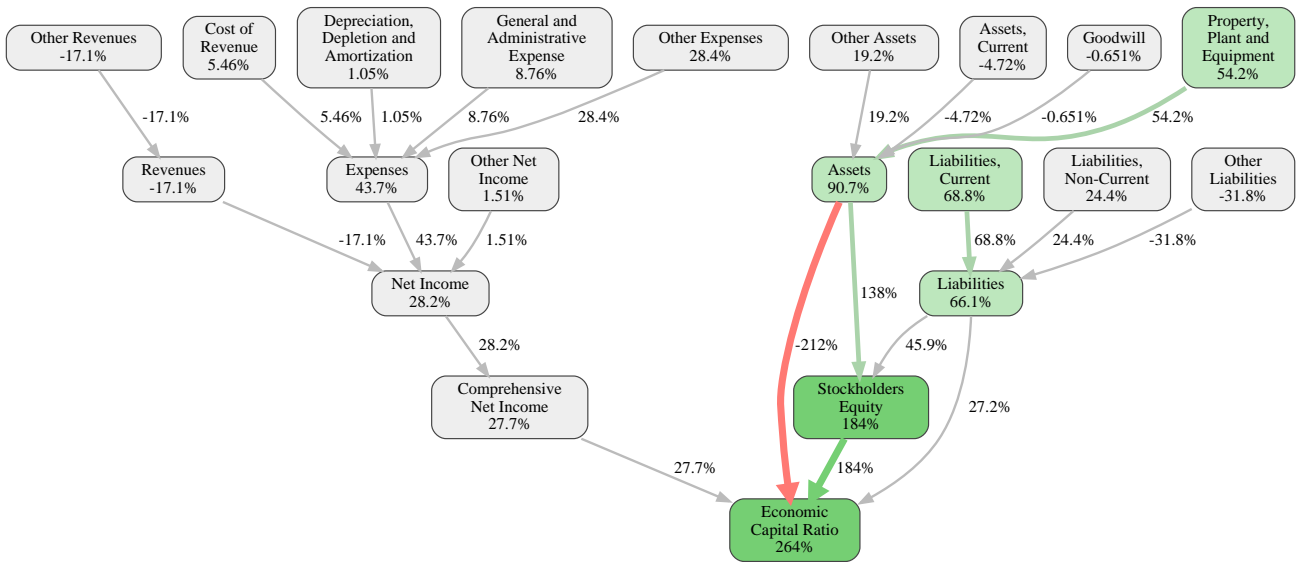 Other Revenues
-17.1%
Cost of
Revenue
5.46%
Depreciation,
Depletion and
Amortization
1.05%
General and
Administrative
Expense
8.76%
Other Expenses
28.4%
Other Assets
19.2%
Assets,
Current
-4.72%
Goodwill
-0.651%
Property,
Plant and
Equipment
54.2%
-17.1%
5.46%
1.05%
8.76%
28.4%
19.2%
-4.72%
-0.651%
54.2%
Revenues
-17.1%
Expenses
43.7%
Other Net
Income
1.51%
Assets
90.7%
Liabilities,
Current
68.8%
Liabilities,
Non-Current
24.4%
Other
Liabilities
-31.8%
-17.1%
43.7%
1.51%
68.8%
24.4%
-31.8%
Net Income
28.2%
138%
Liabilities
66.1%
28.2%
-212%
45.9%
Comprehensive
Net Income
27.7%
Stockholders
Equity
184%
27.2%
27.7%
184%
Economic
Capital Ratio
264%